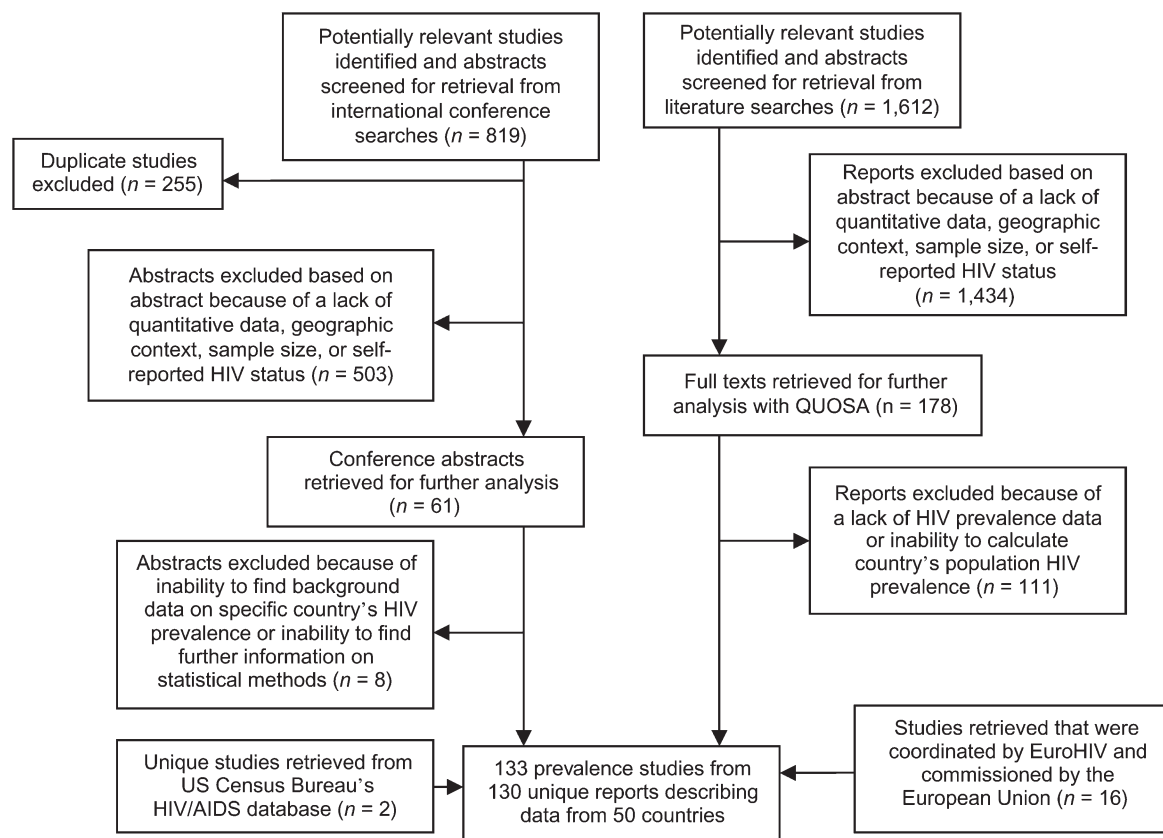 Potentially relevant studies
identified and abstracts
screened for retrieval from
international conference
searches (n = 819)
Potentially relevant studies
identified and abstracts
screened for retrieval from
literature searches (n = 1,612)
Duplicate studies
excluded (n = 255)
Reports excluded based on
abstract because of a lack of
quantitative data, geographic
context, sample size, or self-
reported HIV status
(n = 1,434)
Abstracts excluded based on
abstract because of a lack of
quantitative data, geographic
context, sample size, or self-
reported HIV status (n = 503)
Full texts retrieved for further
analysis with QUOSA (n = 178)
Conference abstracts
retrieved for further analysis
(n = 61)
Reports excluded because of
a lack of HIV prevalence data
or inability to calculate
country’s population HIV
prevalence (n = 111)
Abstracts excluded because of
inability to find background
data on specific country’s HIV
prevalence or inability to find
further information on
statistical methods (n = 8)
Unique studies retrieved from
US Census Bureau’s
HIV/AIDS database (n = 2)
133 prevalence studies from
130 unique reports describing
data from 50 countries
Studies retrieved that were
coordinated by EuroHIV and
commissioned by the
European Union (n = 16)